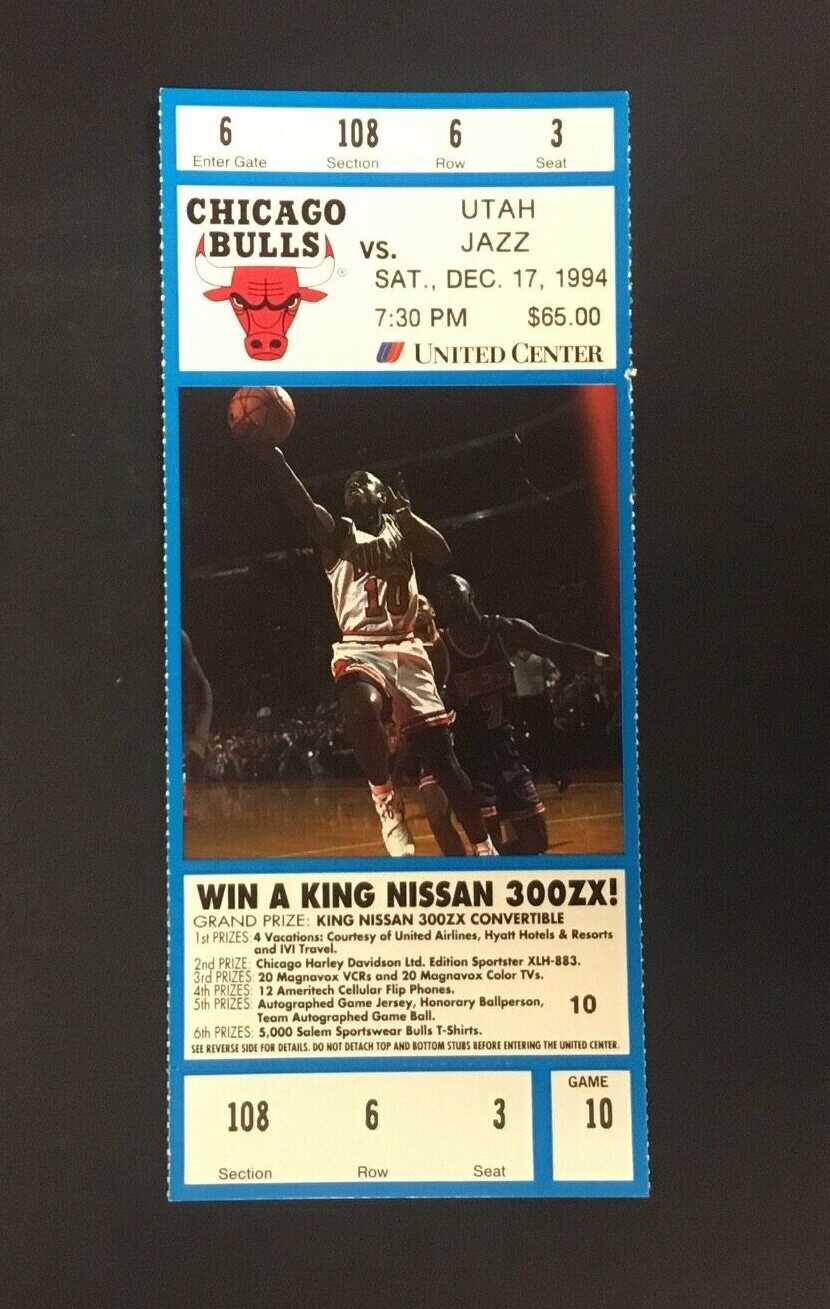 6 108 6 3
Enter Gate Section Row Seat
CHICAGO
BULLS
®
VS.
UTAH
JAZZ
SAT., DEC. 17, 1994
7:30 PM $65.00
UNITED CENTER
10
WIN A KING NISSAN 300ZX!
GRAND PRIZE: KING NISSAN 300ZX CONVERTIBLE
1st PRIZES: 4 Vacations: Courtesy of United Airlines, Hyatt Hotels & Resorts
and IVI Travel.
2nd PRIZE: Chicago Harley Davidson Ltd. Edition Sportster XLH-883.
3rd PRIZES: 20 Magnavox VCRs and 20 Magnavox Color TVs.
4th PRIZES: 12 Ameritech Cellular Flip Phones.
5th PRIZES: Autographed Game Jersey, Honorary Ballperson,
Team Autographed Game Ball.
10
6th PRIZES: 5,000 Salem Sportswear Bulls T-Shirts.
SEE REVERSE SIDE FOR DETAILS. DO NOT DETACH TOP AND BOTTOM STUBS BEFORE ENTERING THE UNITED CENTER.
108 6 3
Section Row Seat
GAME
10